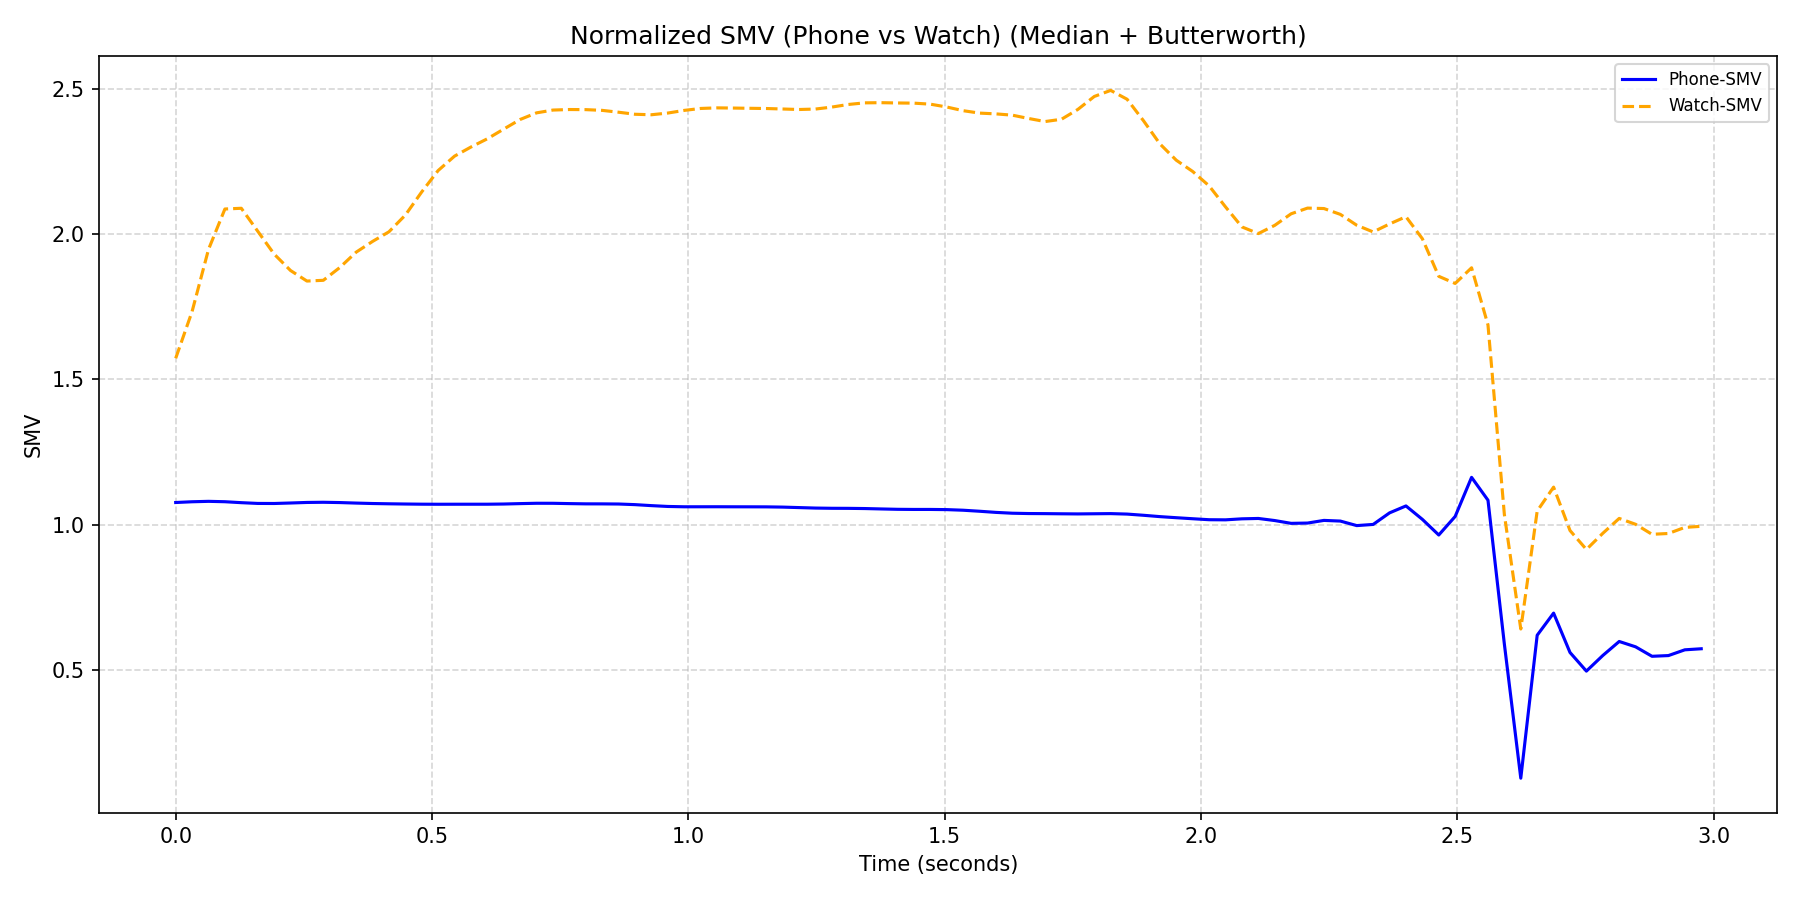 Normalized SMV (Phone vs Watch) (Median + Butterworth)
Phone-SMV
Watch-SMV
2.5
2.0
1.5
1.0
0.5
SMV
0.0 0.5 1.0 1.5 2.0 2.5 3.0
Time (seconds)